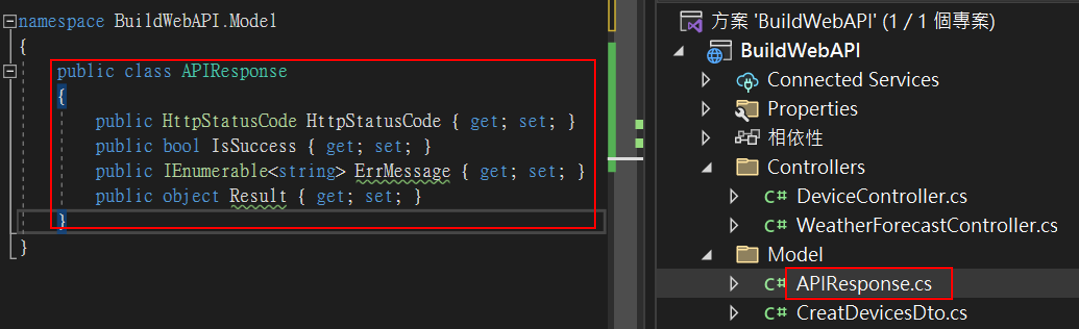 namespace BuildWebAPI.Model
{
public class APIResponse
{
public HttpStatusCode HttpStatusCode { get; set; }
public bool IsSuccess { get; set; }
public IEnumerable<string> ErrMessage { get; set; }
public object Result { get; set; }
}
}
方案 'BuildWebAPI' (1 / 1 個專案)
BuildWebAPI
Connected Services
Properties
相依性
Controllers
C# DeviceController.cs
C# WeatherForecastController.cs
Model
C# APIResponse.cs
C# CreatDevicesDto.cs